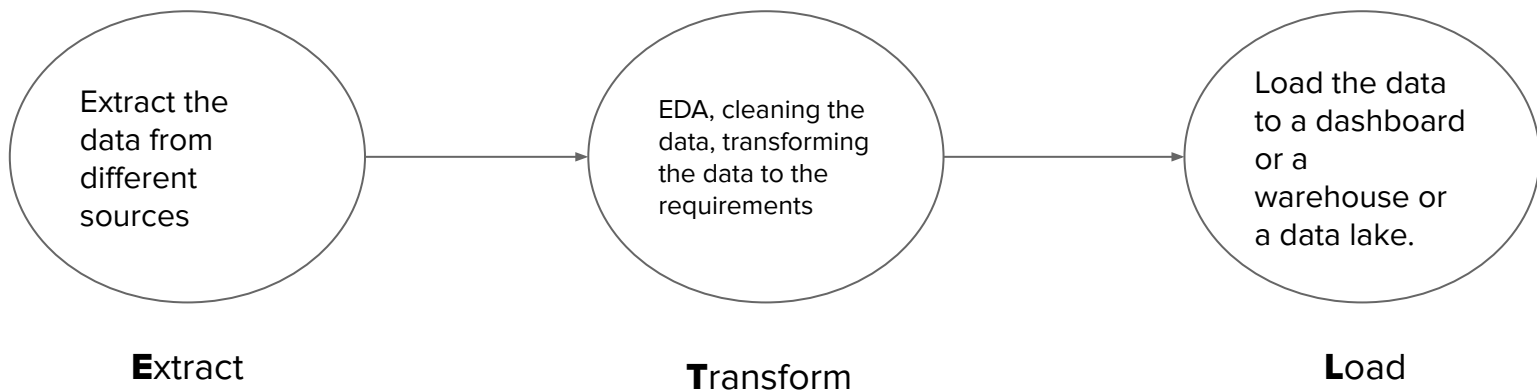 Extract the
data from
different
sources
EDA, cleaning the
data, transforming
the data to the
requirements
Load the data
to a dashboard
or a
warehouse or
a data lake.
Extract
Transform
Load